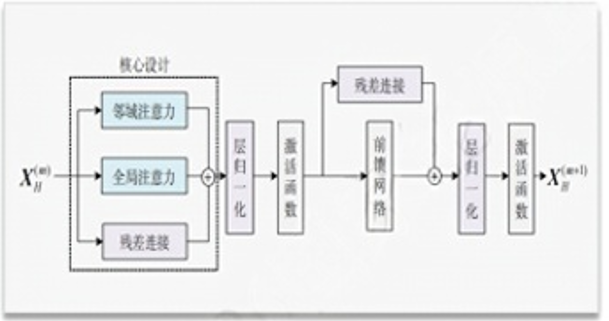 核心设计
邻域注意力
全局注意力
残差连接
X_H^(m)
层归一化
激活函数
残差连接
前馈网络
层归一化
激活函数
X_H^(m+1)